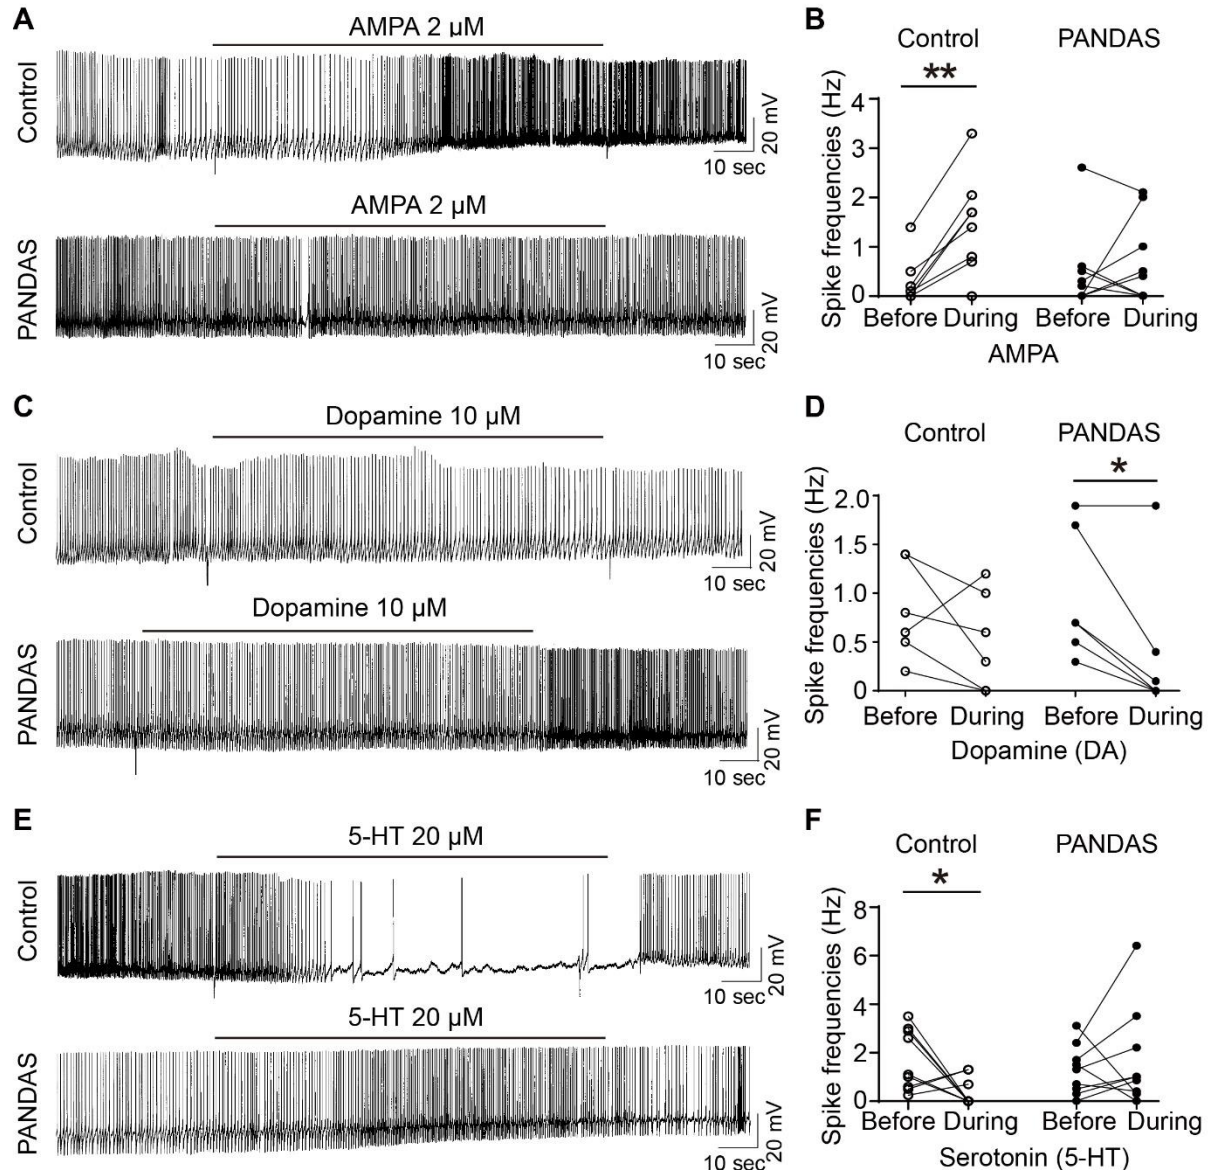 A
AMPA 2 μM
Control
20 mV
10 sec
AMPA 2 μM
PANDAS
20 mV
10 sec
B
Control PANDAS
**
Spike frequencies (Hz)
4
3
2
1
0
Before During Before During
AMPA
C
Dopamine 10 μM
Control
20 mV
10 sec
Dopamine 10 μM
PANDAS
20 mV
10 sec
D
Control PANDAS
*
Spike frequencies (Hz)
2.0
1.5
1.0
0.5
0
Before During Before During
Dopamine (DA)
E
5-HT 20 μM
Control
20 mV
10 sec
5-HT 20 μM
PANDAS
20 mV
10 sec
F
Control PANDAS
*
Spike frequencies (Hz)
8
6
4
2
0
Before During Before During
Serotonin (5-HT)